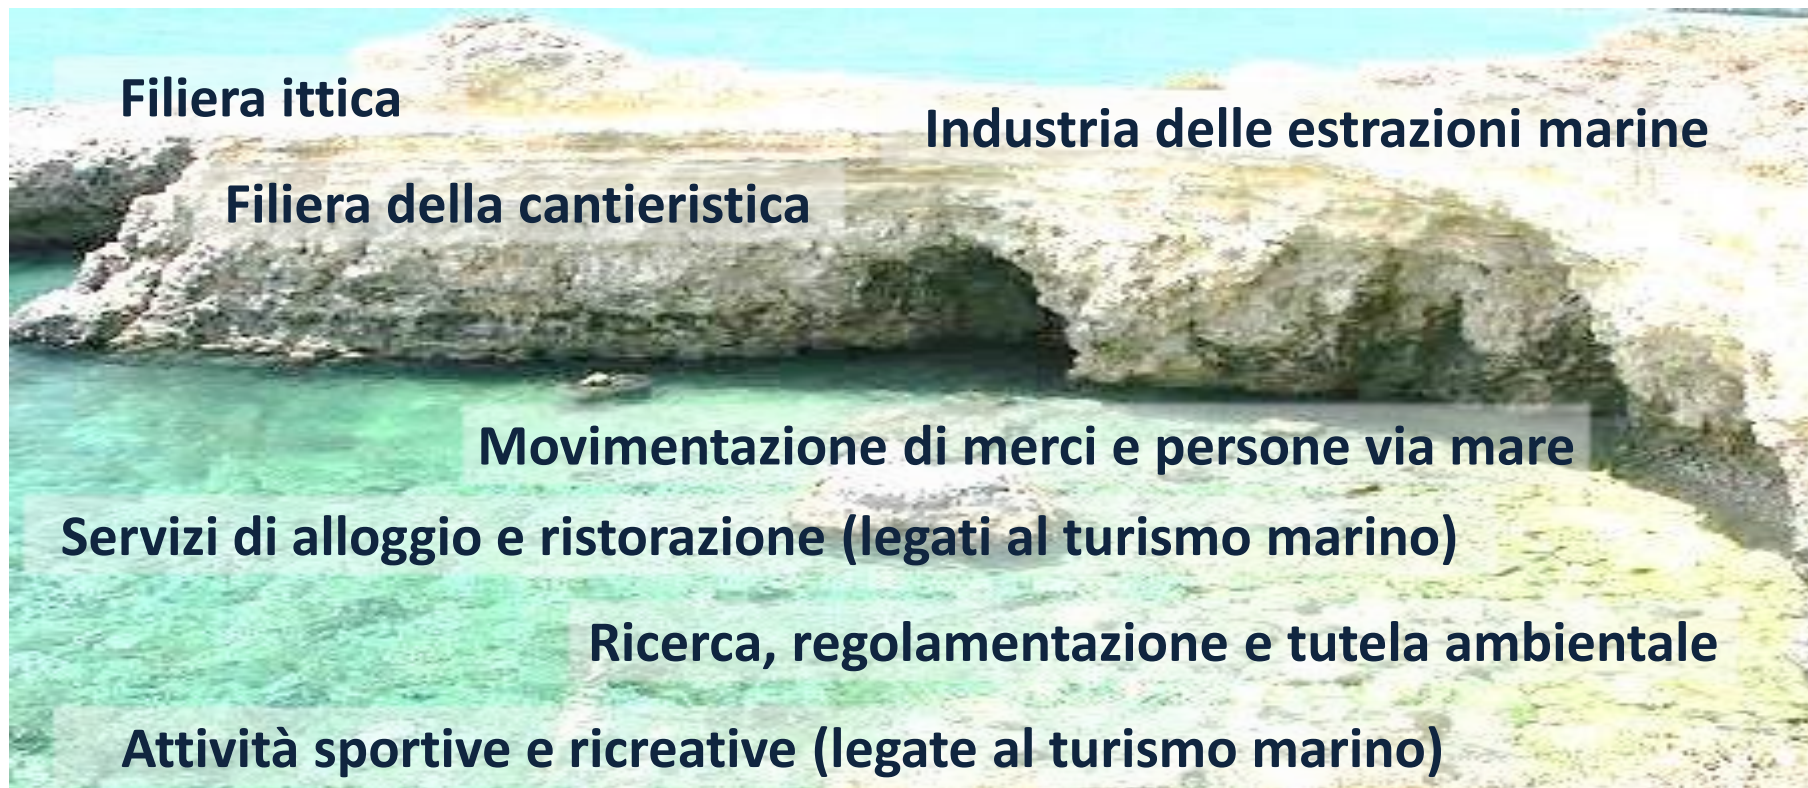 Filiera ittica
Industria delle estrazioni marine
Filiera della cantieristica
Movimentazione di merci e persone via mare
Servizi di alloggio e ristorazione (legati al turismo marino)
Ricerca, regolamentazione e tutela ambientale
Attività sportive e ricreative (legate al turismo marino)